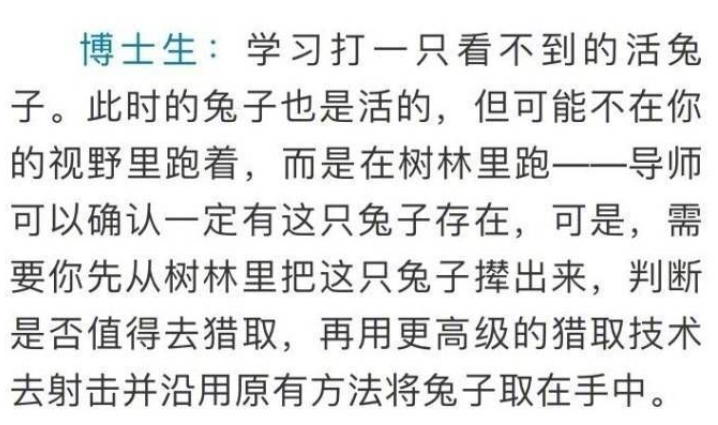 博士生：学习打一只看不到的活兔
子。此时的兔子也是活的，但可能不在你
的视野里跑着，而是在树林里跑——导师
可以确认一定有这只兔子存在，可是，需
要你先从树林里把这只兔子撵出来，判断
是否值得去猎取，再用更高级的猎取技术
去射击并沿用原有方法将兔子取在手中。